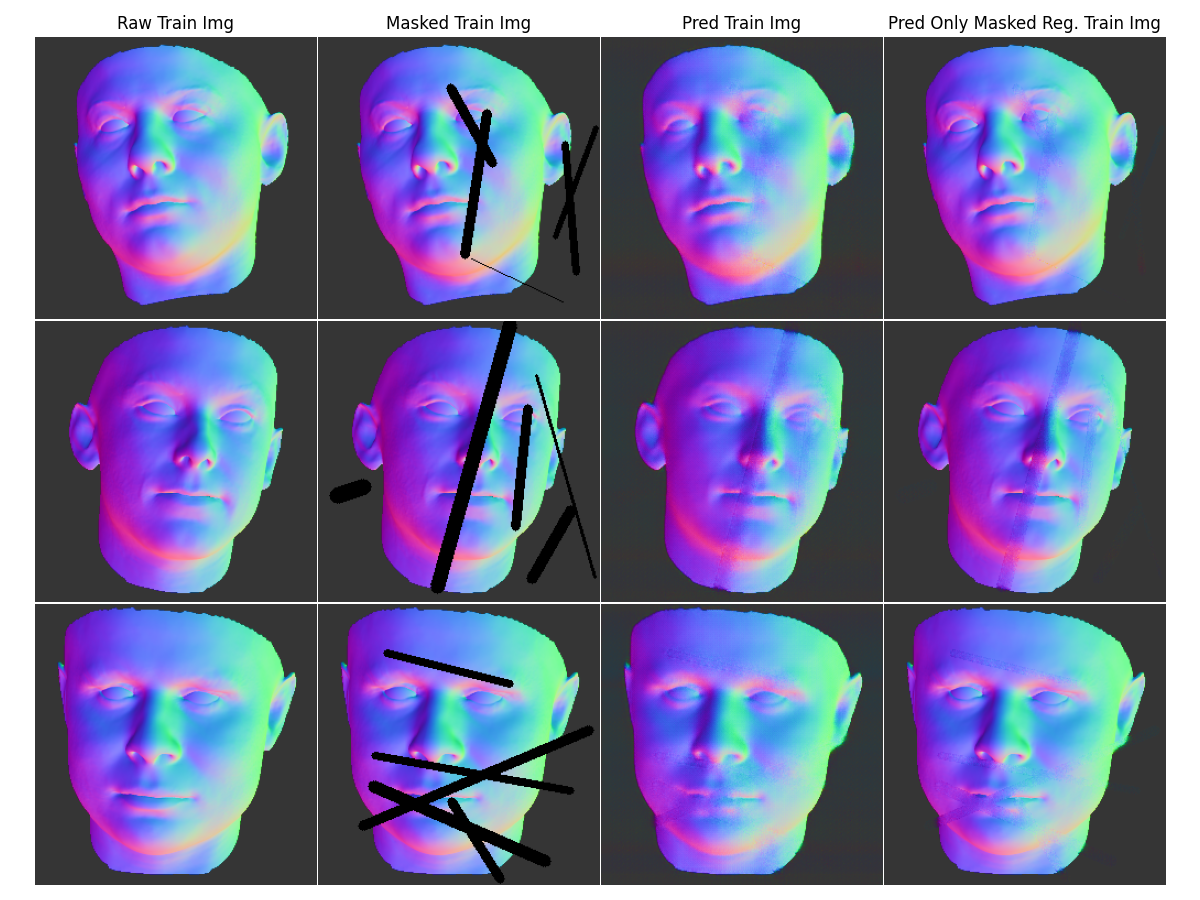 Raw Train Img
Masked Train Img
Pred Train Img
Pred Only Masked Reg. Train Img